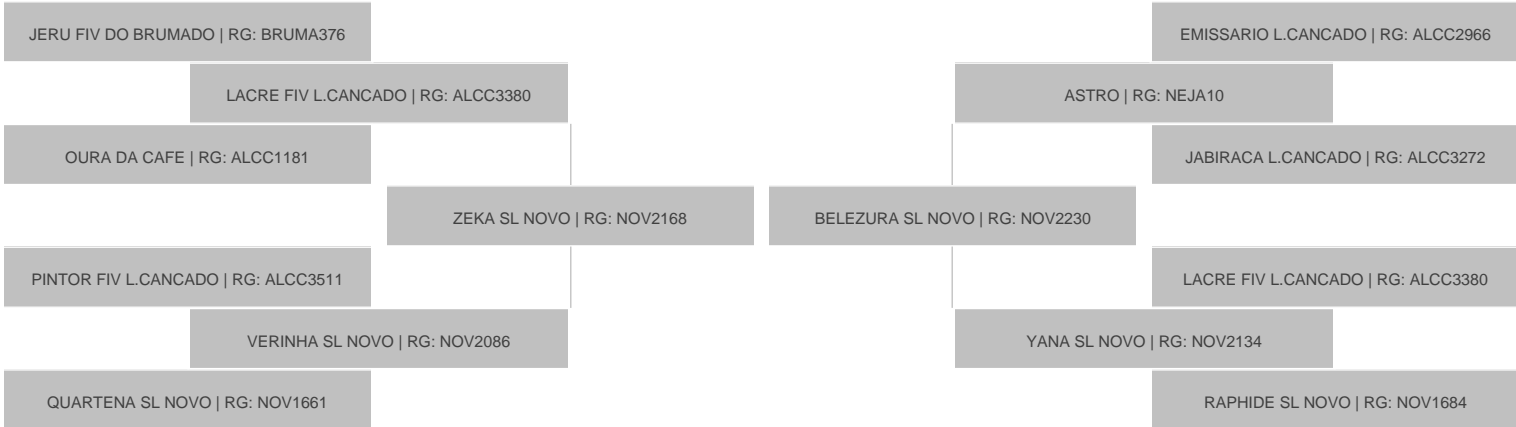 JERU FIV DO BRUMADO | RG: BRUMA376
EMISSARIO L.CANCADO | RG: ALCC2966
LACRE FIV L.CANCADO | RG: ALCC3380
ASTRO | RG: NEJA10
OURA DA CAFE | RG: ALCC1181
JABIRACA L.CANCADO | RG: ALCC3272
ZEKA SL NOVO | RG: NOV2168
BELEZURA SL NOVO | RG: NOV2230
PINTOR FIV L.CANCADO | RG: ALCC3511
LACRE FIV L.CANCADO | RG: ALCC3380
VERINHA SL NOVO | RG: NOV2086
YANA SL NOVO | RG: NOV2134
QUARTENA SL NOVO | RG: NOV1661
RAPHIDE SL NOVO | RG: NOV1684